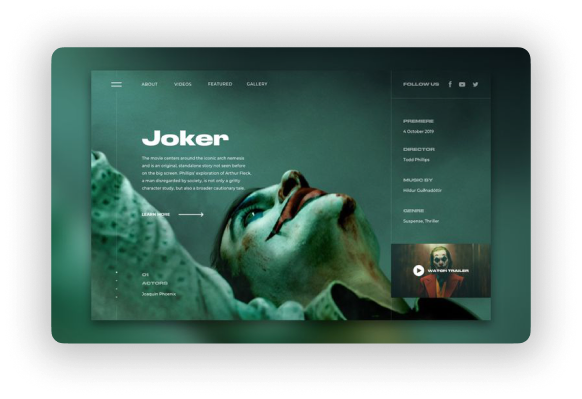 ABOUT
VIDEOS
FEATURED
GALLERY
FOLLOW US
Joker
The movie centers around the iconic arch nemesis
and is an original, standalone story not seen before
on the big screen. Phillips' exploration of Arthur Fleck,
a man disregarded by society, is not only a gritty
character study, but also a broader cautionary tale.
LEARN MORE
01
ACTORS
Joaquin Phoenix
PREMIERE
4 October 2019
DIRECTOR
Todd Phillips
MUSIC BY
Hildur Guðnadóttir
GENRE
Suspense, Thriller
WATCH TRAILER